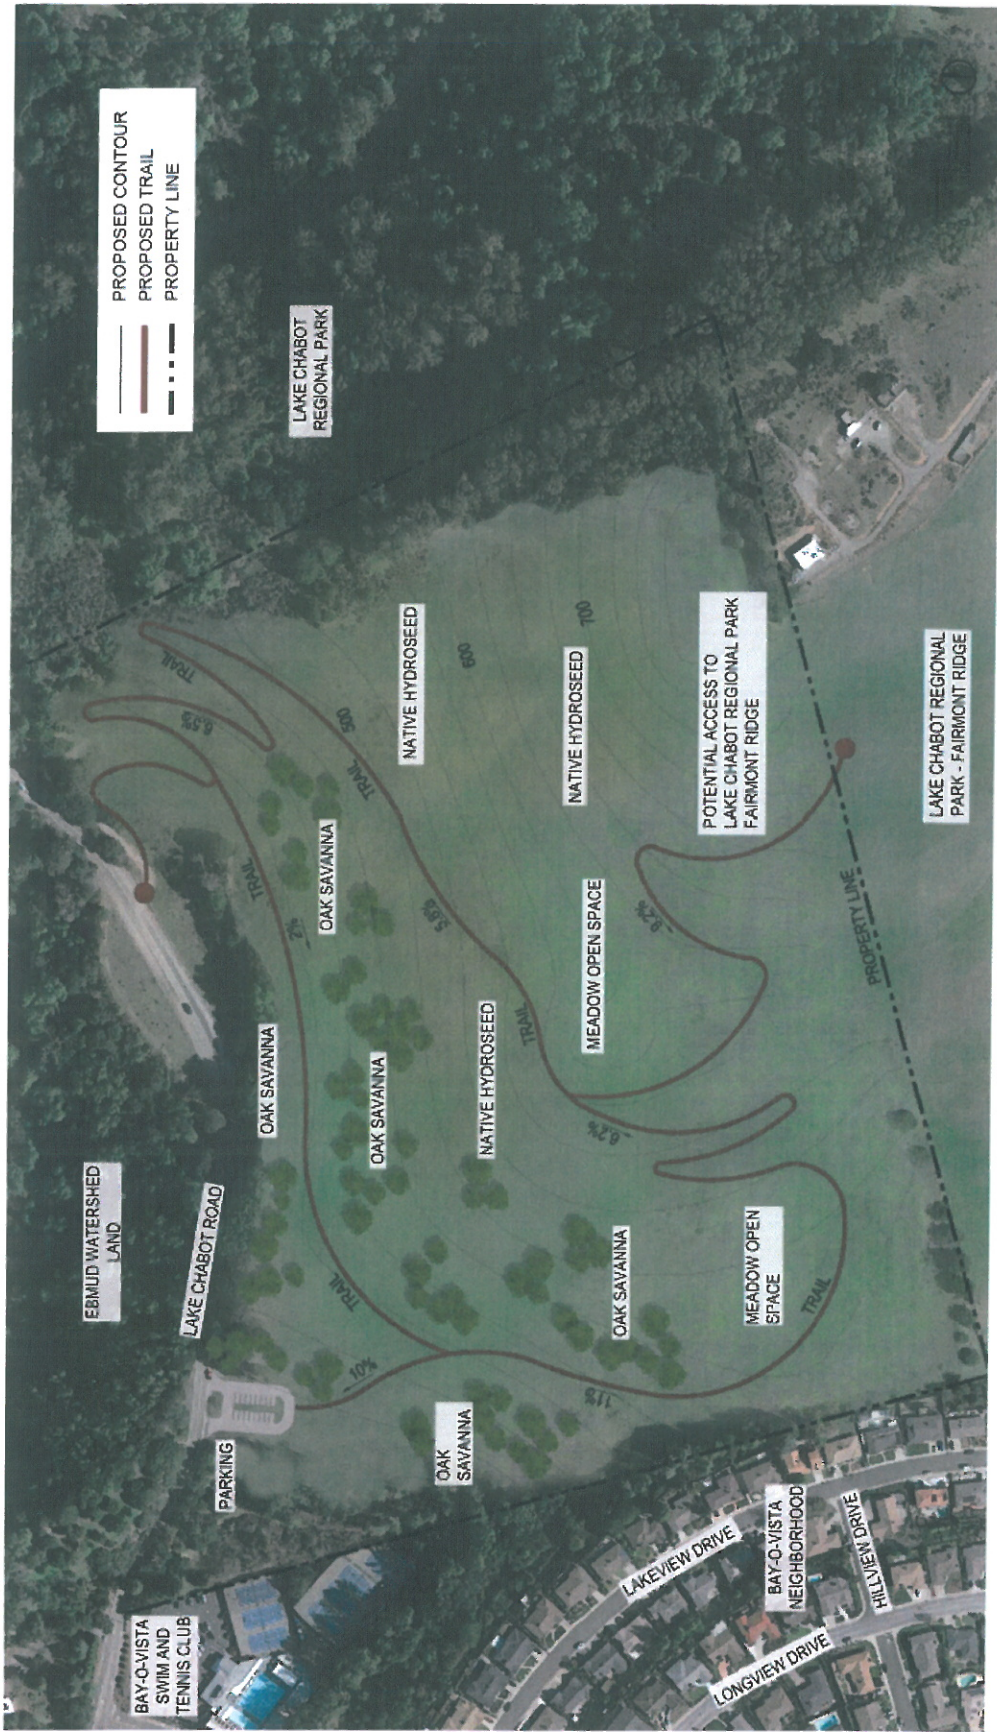 PROPOSED CONTOUR
PROPOSED TRAIL
PROPERTY LINE
EBMUD WATERSHED
LAND
BAY-O-VISTA
SWIM AND
TENNIS CLUB
LAKE CHABOT ROAD
PARKING
TRAIL
6.5%
TRAIL
OAK SAVANNA
2%
LAKE CHABOT
REGIONAL PARK
OAK SAVANNA
TRAIL
10%
500
TRAIL
OAK SAVANNA
NATIVE HYDROSEED
5.8%
OAK
SAVANNA
600
NATIVE HYDROSEED
TRAIL
NATIVE HYDROSEED
700
11%
MEADOW OPEN SPACE
6.2%
OAK SAVANNA
POTENTIAL ACCESS TO
LAKE CHABOT REGIONAL PARK
FAIRMONT RIDGE
MEADOW OPEN
SPACE
TRAIL
LAKEVIEW DRIVE
BAY-O-VISTA
NEIGHBORHOOD
LONGVIEW DRIVE
HILLVIEW DRIVE
PROPERTY LINE
LAKE CHABOT REGIONAL
PARK - FAIRMONT RIDGE